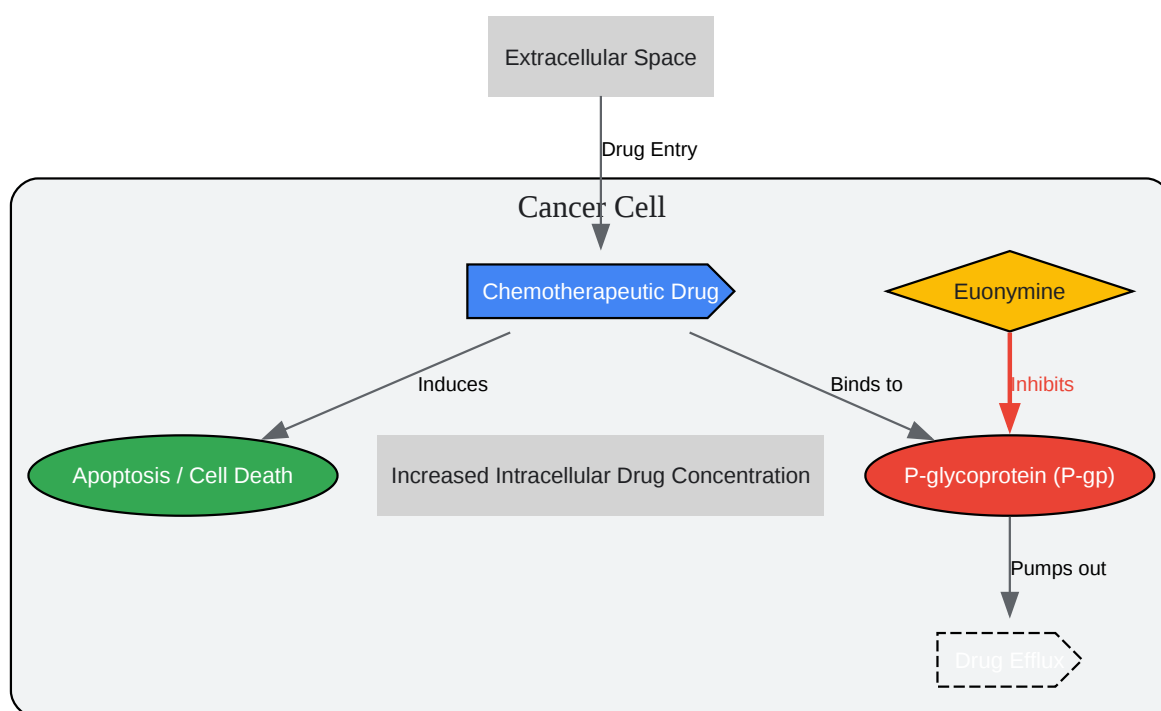 Extracellular Space
Drug Entry
Cancer Cell
Chemotherapeutic Drug
Euonymine
Induces
Binds to
Inhibits
Apoptosis / Cell Death
Increased Intracellular Drug Concentration
P-glycoprotein (P-gp)
Pumps out
Drug Efflux